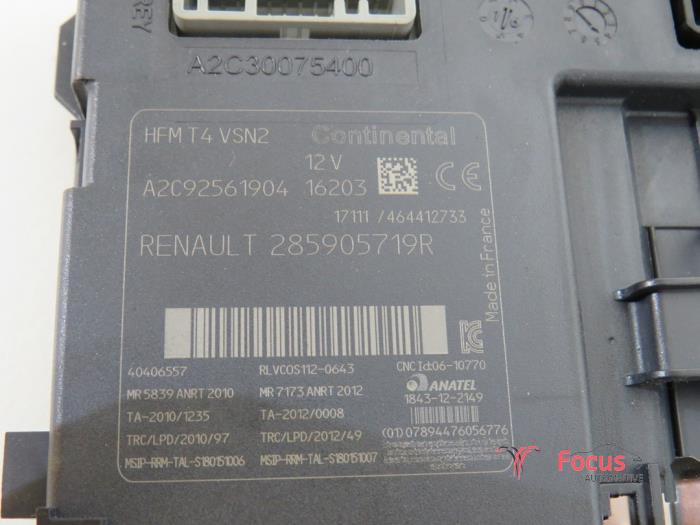 REY
A2C30075400
HFM T4 VSN2 Continental
12 V
A2C92561904 16203 CE
17111 /464412733
RENAULT 285905719R
Made in France
40406557 RLVCOS112-0643 CNC Id:06-10770
MR 5839 ANRT 2010 MR 7173 ANRT 2012 ANATEL
1843-12-2149
TA-2010/1235 TA-2012/0008
TRC/LPD/2010/97 TRC/LPD/2012/49 (01)07894476056776
MSIP-RRM-TAL-S180151006 MSIP-RRM-TAL-S180151007
Focus
AUTOMOTIVE